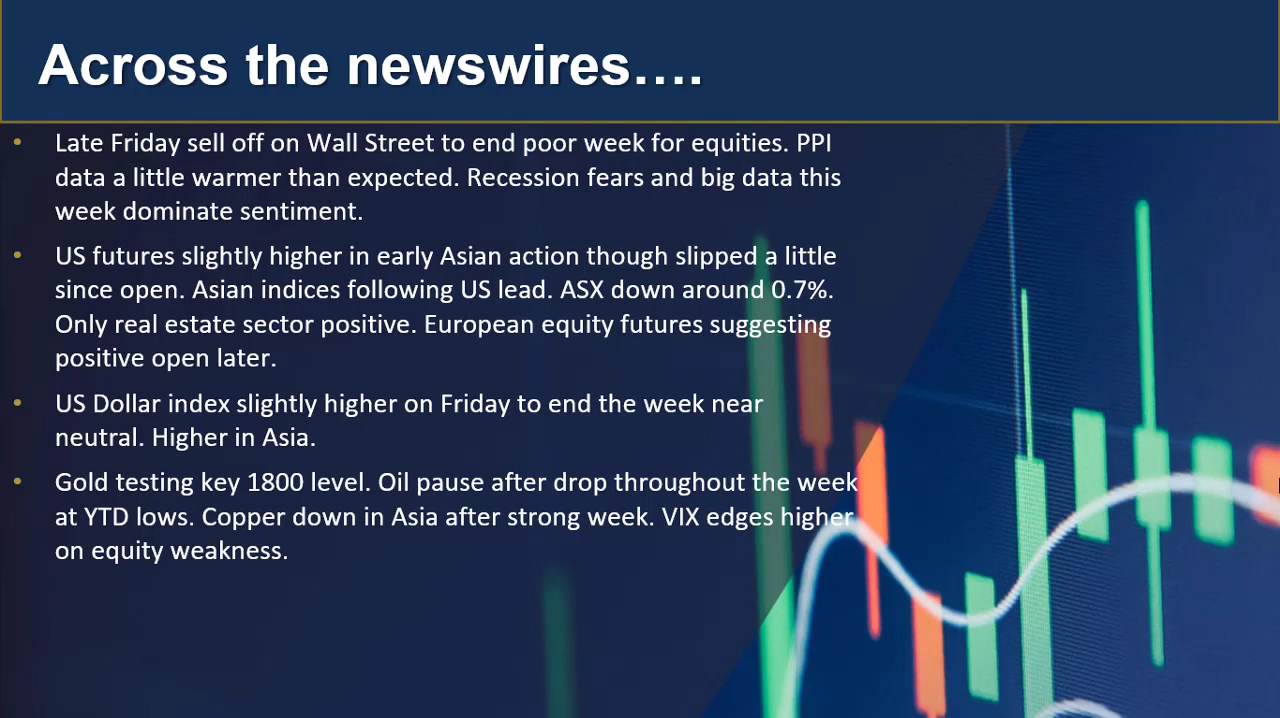 Across the newswires….
• Late Friday sell off on Wall Street to end poor week for equities. PPI
data a little warmer than expected. Recession fears and big data this
week dominate sentiment.
• US futures slightly higher in early Asian action though slipped a little
since open. Asian indices following US lead. ASX down around 0.7%.
Only real estate sector positive. European equity futures suggesting
positive open later.
• US Dollar index slightly higher on Friday to end the week near
neutral. Higher in Asia.
• Gold testing key 1800 level. Oil pause after drop throughout the week
at YTD lows. Copper down in Asia after strong week. VIX edges higher
on equity weakness.